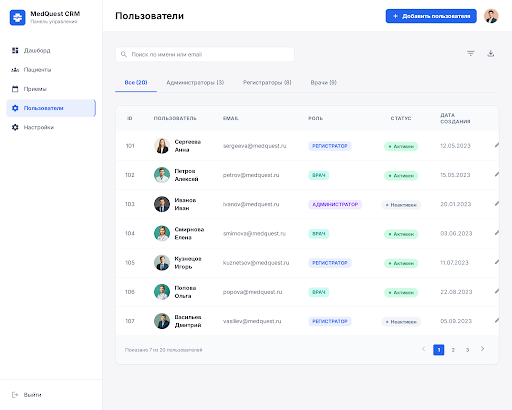 MedQuest CRM
Панель управления
Пользователи
Добавить пользователя
Дашборд
Пациенты
Приемы
Пользователи
Настройки
Выйти
Поиск по имени или email
Все (20) Администраторы (3) Регистраторы (8) Врачи (9)
ID ПОЛЬЗОВАТЕЛЬ EMAIL РОЛЬ СТАТУС ДАТА СОЗДАНИЯ
101 Сергеева Анна sergeeva@medquest.ru РЕГИСТРАТОР Активен 12.05.2023
102 Петров Алексей petrov@medquest.ru ВРАЧ Активен 15.05.2023
103 Иванов Иван ivanov@medquest.ru АДМИНИСТРАТОР Неактивен 20.01.2023
104 Смирнова Елена smirnova@medquest.ru ВРАЧ Активен 03.06.2023
105 Кузнецов Игорь kuznetsov@medquest.ru РЕГИСТРАТОР Активен 11.07.2023
106 Попова Ольга popova@medquest.ru ВРАЧ Активен 22.08.2023
107 Васильев Дмитрий vasiliev@medquest.ru РЕГИСТРАТОР Неактивен 05.09.2023
Показано 7 из 20 пользователей
1 2 3